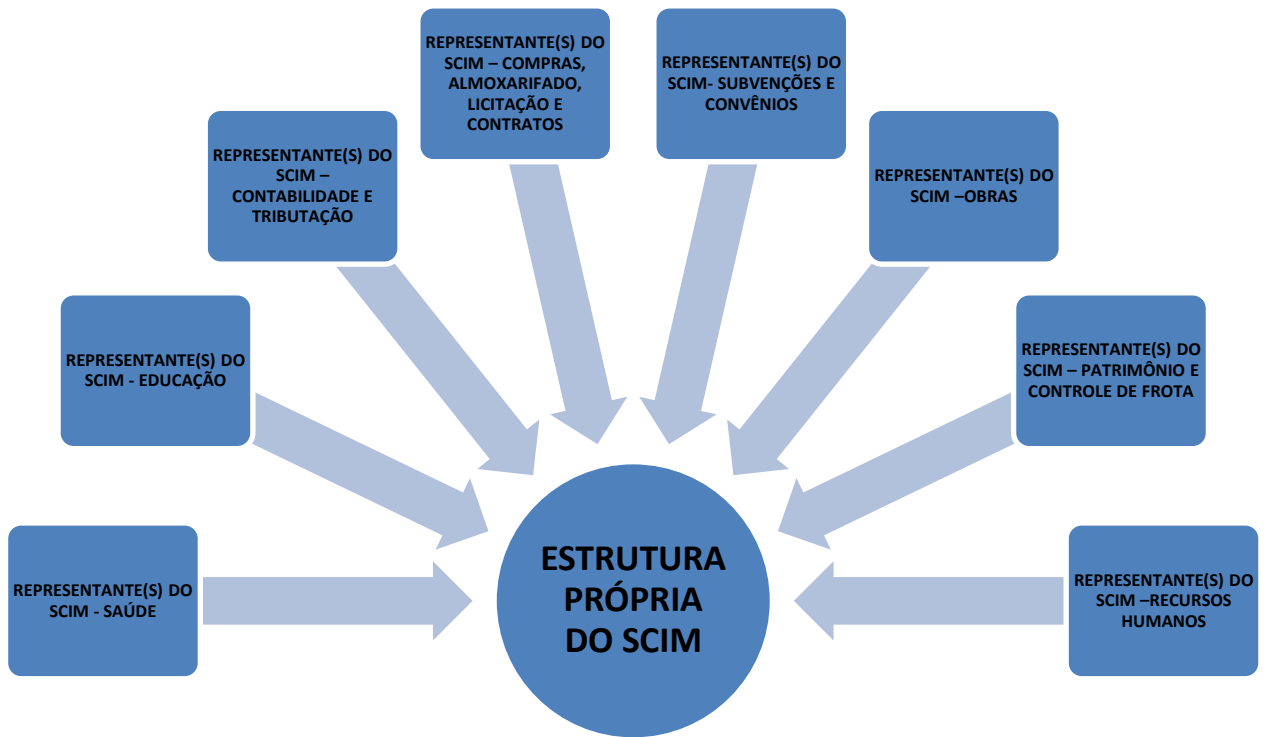 REPRESENTANTE(S) DO
SCIM - SAÚDE
REPRESENTANTE(S) DO
SCIM - EDUCAÇÃO
REPRESENTANTE(S) DO
SCIM –
CONTABILIDADE E
TRIBUTAÇÃO
REPRESENTANTE(S) DO
SCIM – COMPRAS,
ALMOXARIFADO,
LICITAÇÃO E
CONTRATOS
REPRESENTANTE(S) DO
SCIM- SUBVENÇÕES E
CONVÊNIOS
REPRESENTANTE(S) DO
SCIM –OBRAS
REPRESENTANTE(S) DO
SCIM – PATRIMÔNIO E
CONTROLE DE FROTA
REPRESENTANTE(S) DO
SCIM –RECURSOS
HUMANOS
ESTRUTURA
PRÓPRIA
DO SCIM